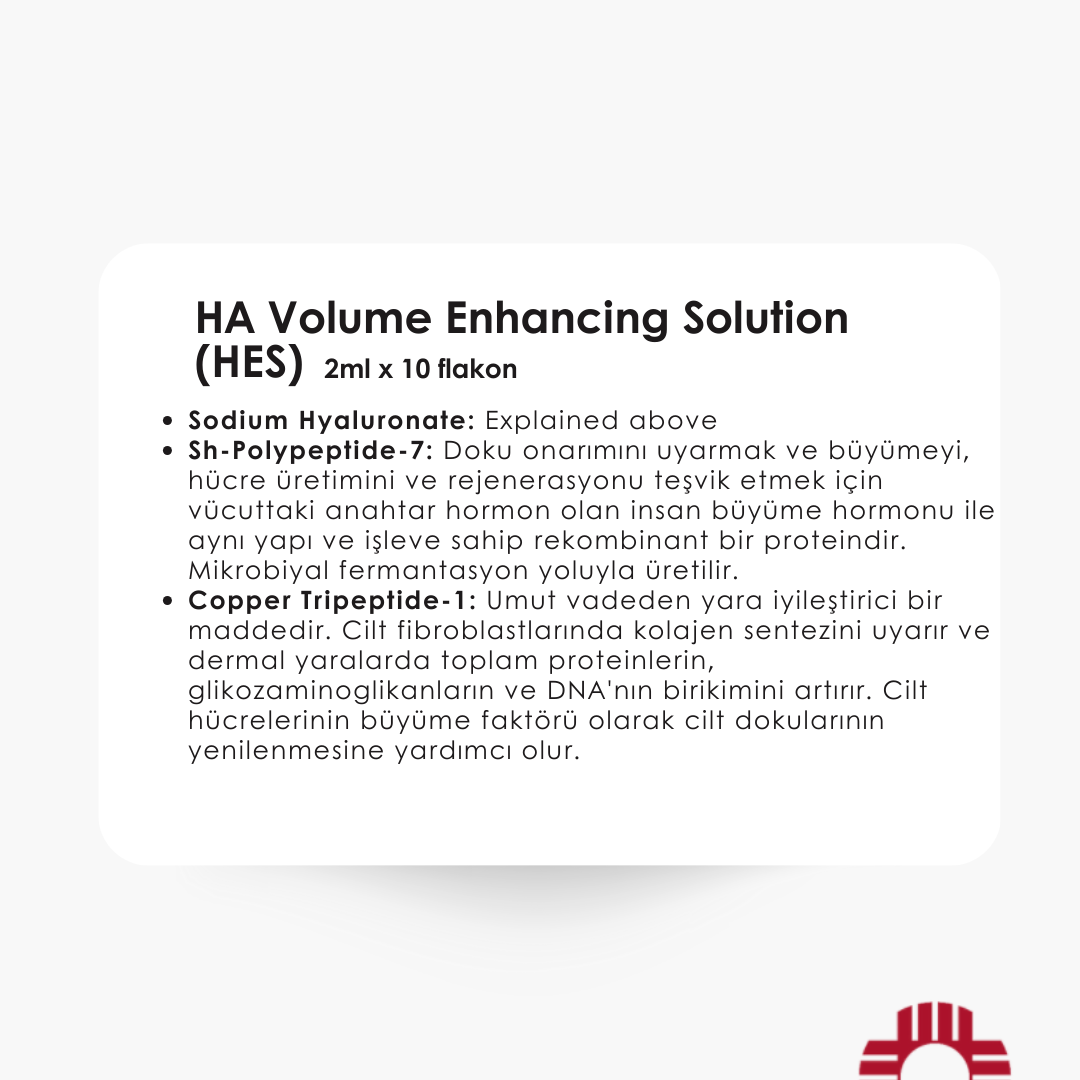 HA Volume Enhancing Solution
(HES) 2ml x 10 flakon
• Sodium Hyaluronate: Explained above
• Sh-Polypeptide-7: Doku onarımını uyarmak ve büyümeyi,
hücre üretimini ve rejenerasyonu teşvik etmek için
vücuttaki anahtar hormon olan insan büyüme hormonu ile
aynı yapı ve işleve sahip rekombinant bir proteindir.
Mikrobiyal fermantasyon yoluyla üretilir.
• Copper Tripeptide-1: Umut vadeden yara iyileştirici bir
maddedir. Cilt fibroblastlarında kolajen sentezini uyarır ve
dermal yaralarda toplam proteinlerin,
glikozaminoglikanların ve DNA'nın birikimini artırır. Cilt
hücrelerinin büyüme faktörü olarak cilt dokularının
yenilenmesine yardımcı olur.